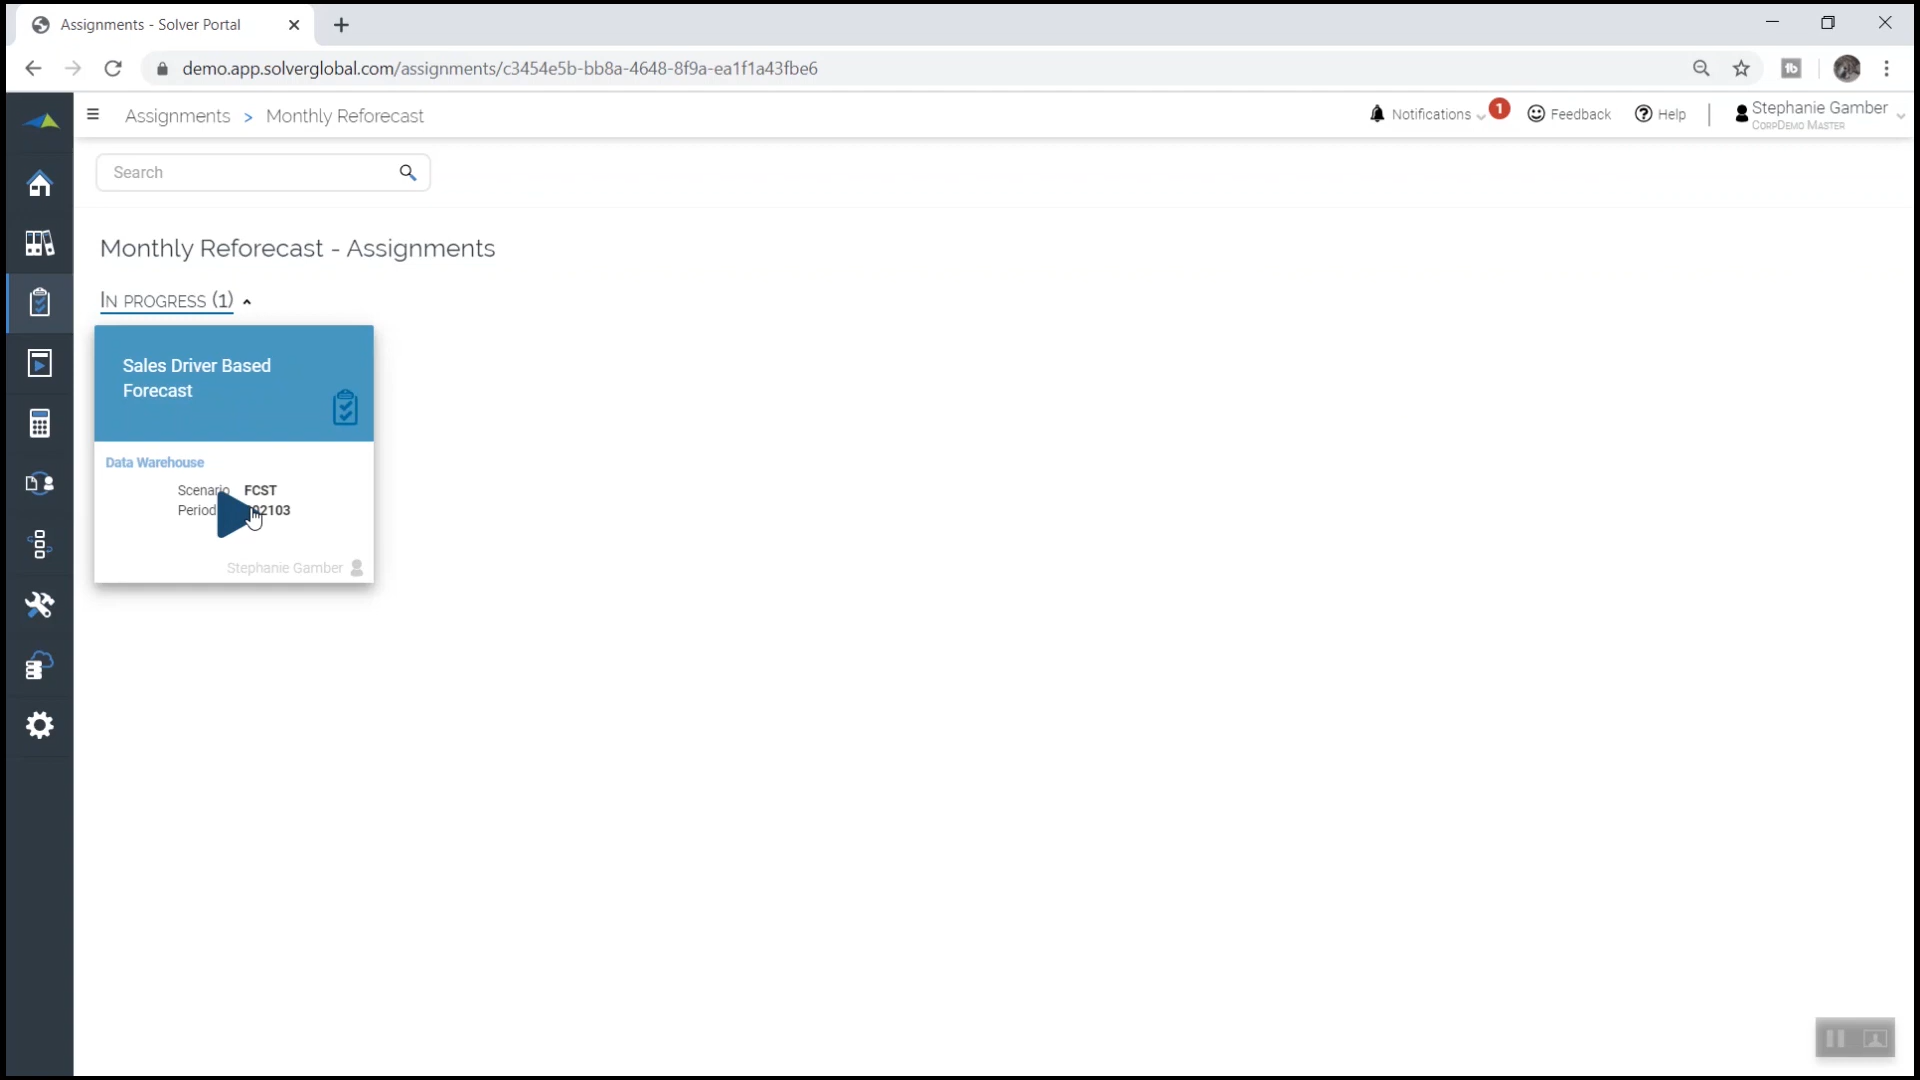 Assignments - Solver Portal
demo.app.solverglobal.com/assignments/c3454e5b-bb8a-4648-8f9a-ea1f1a43fbe6
Assignments > Monthly Reforecast
Notifications 1 Feedback Help | Stephanie Gamber
CORPDEMO MASTER
Search
Monthly Reforecast - Assignments
IN PROGRESS (1)
Sales Driver Based
Forecast
Data Warehouse
Scenario FCST
Period 02103
Stephanie Gamber